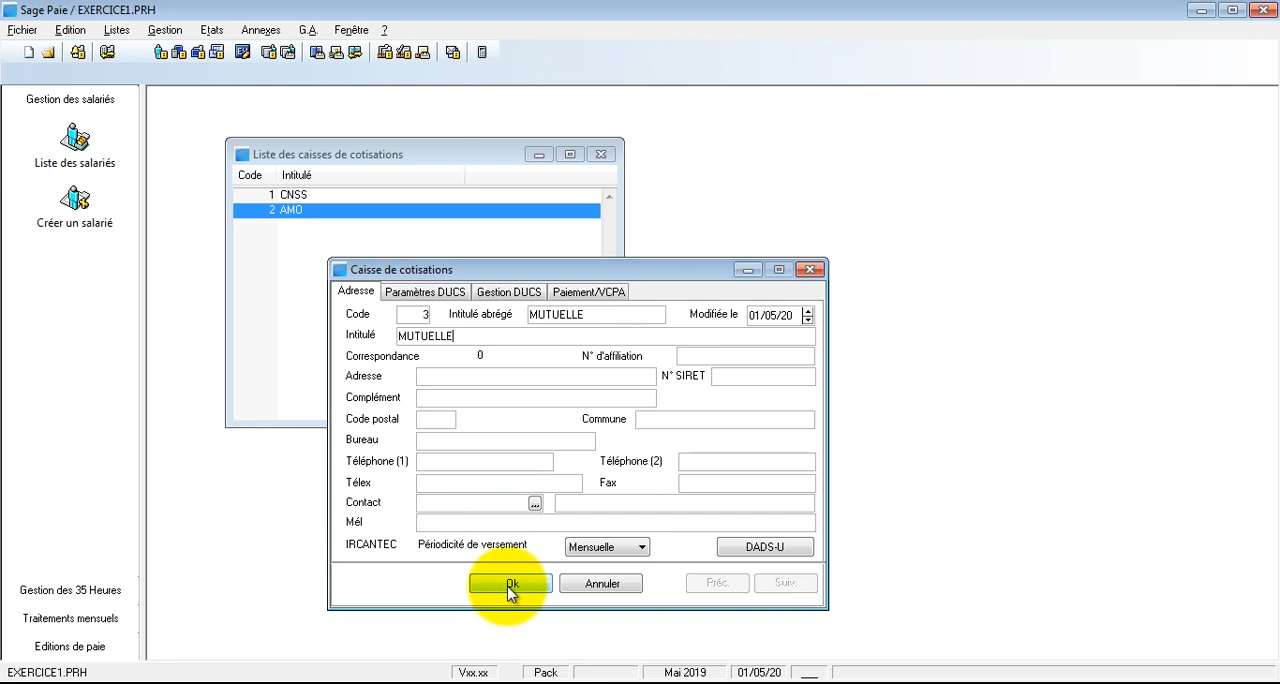 Sage Paie / EXERCICE1.PRH
Fichier Edition Listes Gestion Etats Annexes G.A. Fenêtre ?
Gestion des salariés
Liste des salariés
Créer un salarié
Liste des caisses de cotisations
Code Intitulé
1 CNSS
2 AMO
Caisse de cotisations
Adresse Paramètres DUCS Gestion DUCS Paiement/VCPA
Code 3 Intitulé abrégé MUTUELLE Modifiée le 01/05/20
Intitulé MUTUELLE
Correspondance 0 N° d'affiliation
Adresse N° SIRET
Complément
Code postal Commune
Bureau
Téléphone (1) Téléphone (2)
Télex Fax
Contact ...
Mél
IRCANTEC Périodicité de versement Mensuelle DADS-U
Ok Annuler Préc. Suiv.
Gestion des 35 Heures
Traitements mensuels
Editions de paie
EXERCICE1.PRH Vxx.xx Pack Mai 2019 01/05/20 ___